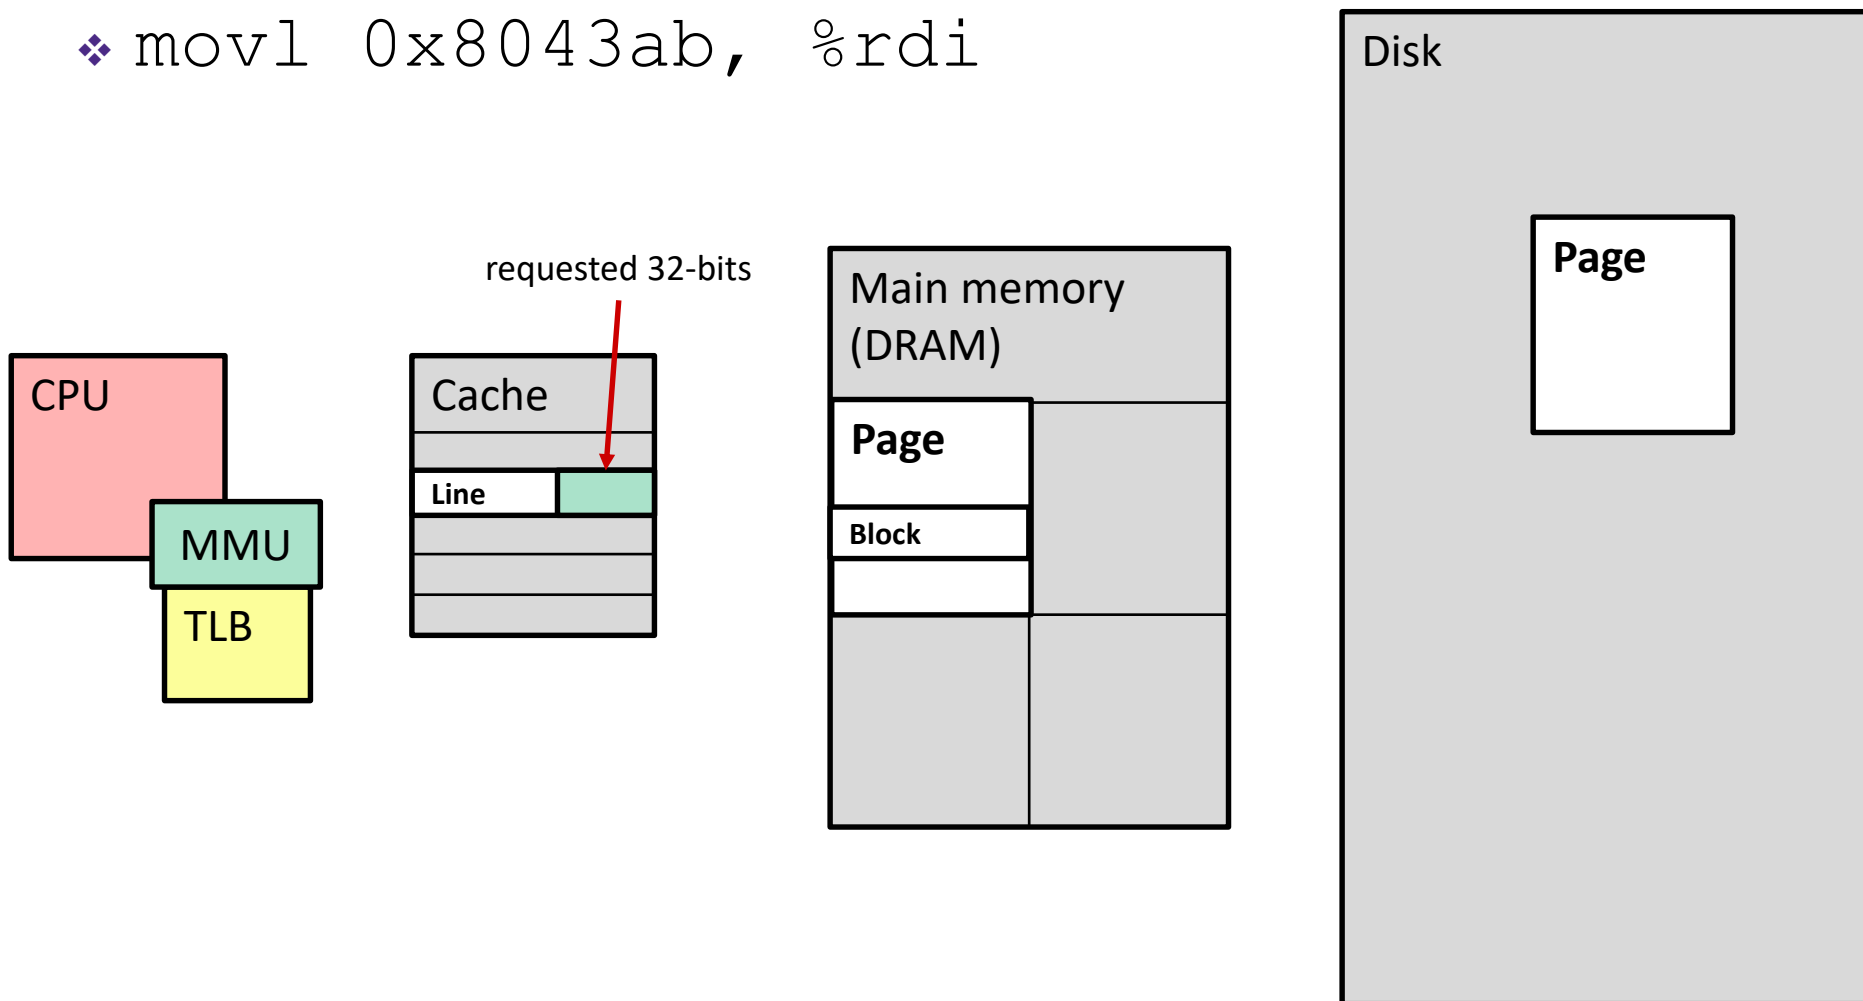 movl 0x8043ab, %rdi
Disk
Page
requested 32-bits
Main memory
(DRAM)
CPU
Cache
Page
Line
Block
MMU
TLB